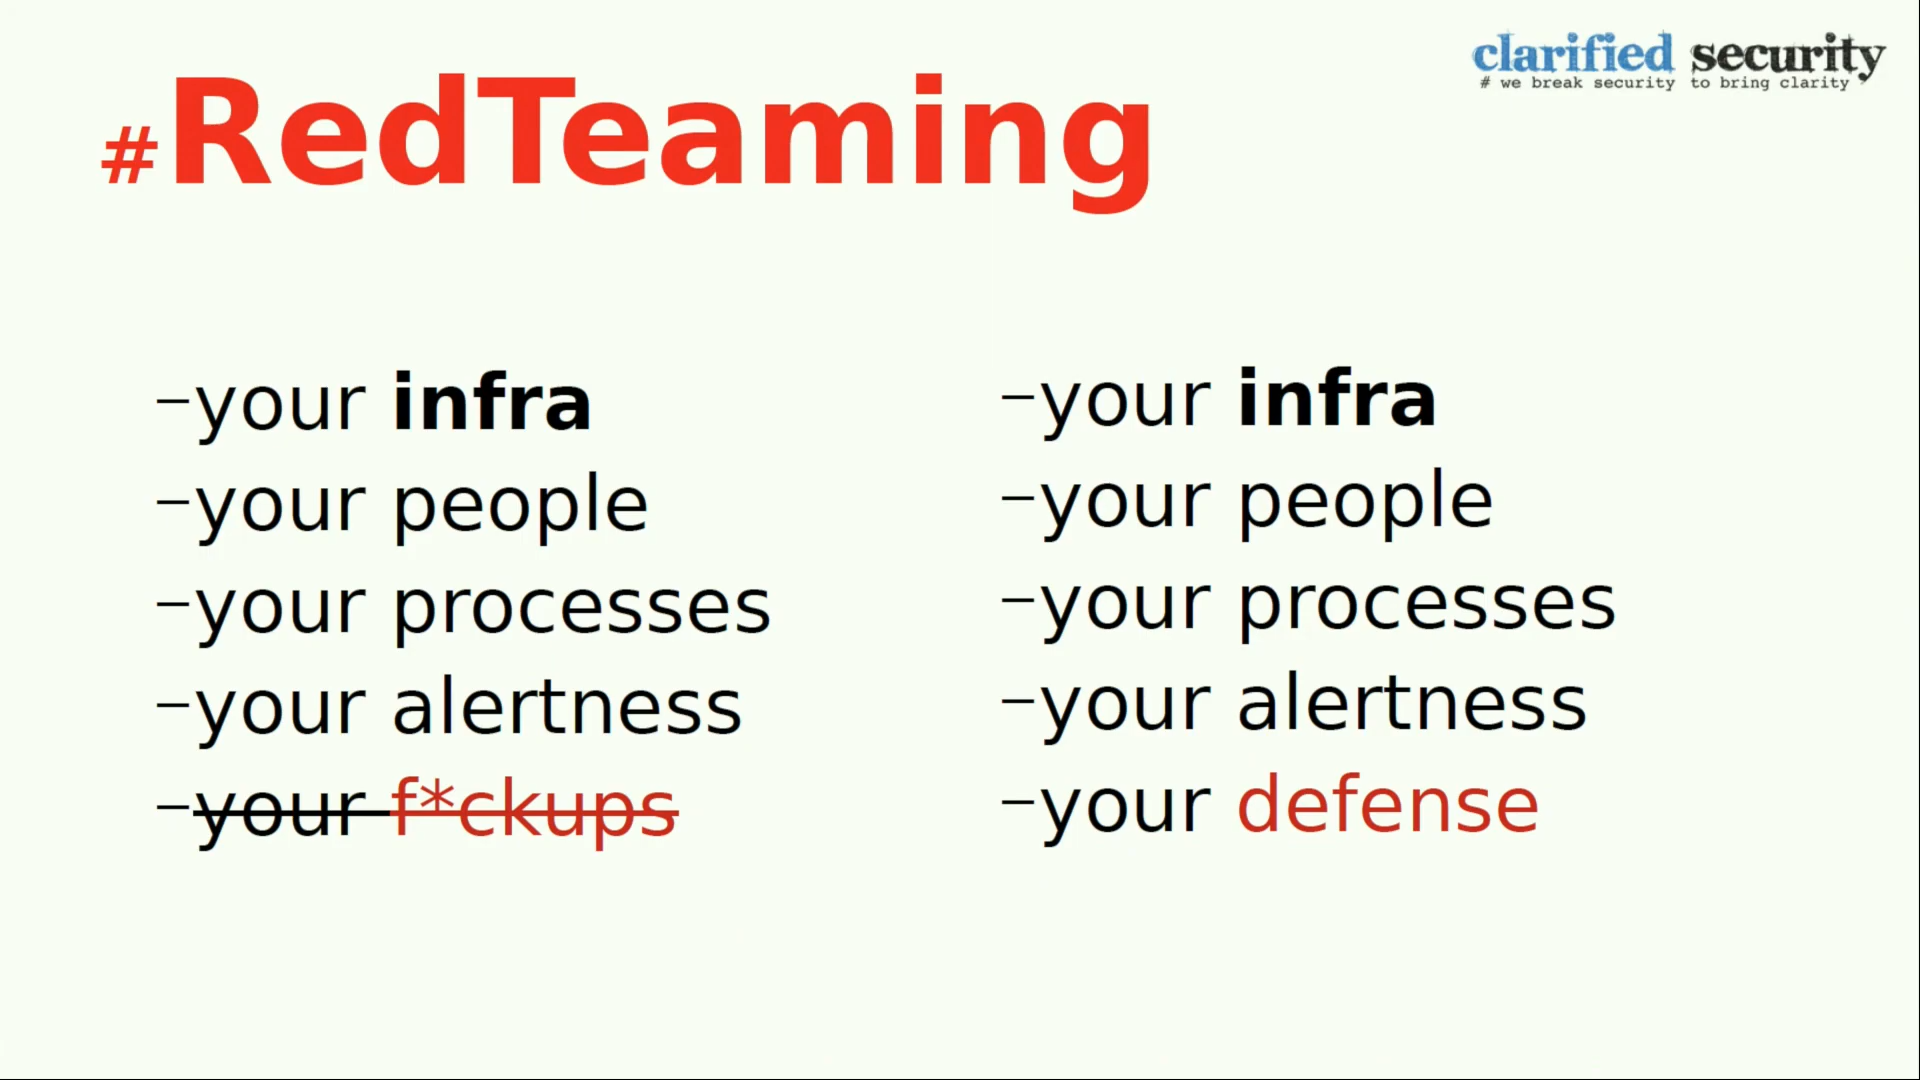 clarified security
# we break security to bring clarity
#RedTeaming
–your infra
–your people
–your processes
–your alertness
–your f*ckups
–your infra
–your people
–your processes
–your alertness
–your defense